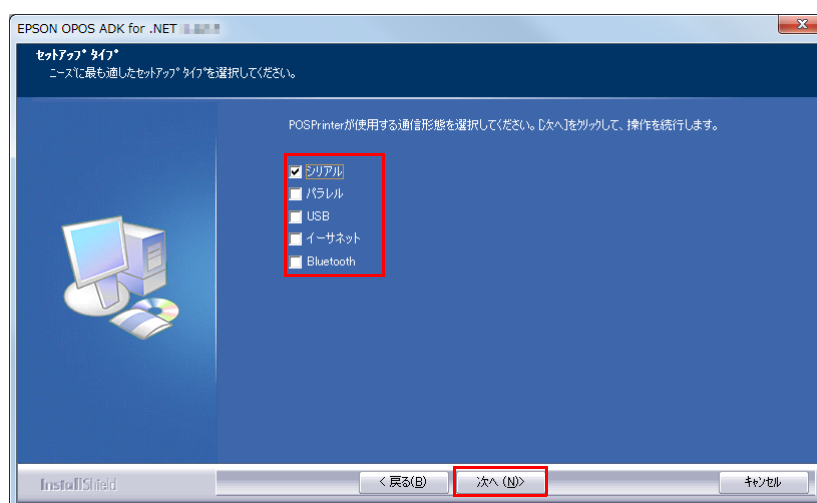 EPSON OPOS ADK for .NET
セットアップ タイプ
ニーズに最も適したセットアップ タイプを選択してください。
POSPrinterが使用する通信形態を選択してください。[次へ]をクリックして、操作を続行します。
シリアル
パラレル
USB
イーサネット
Bluetooth
InstallShield
< 戻る(B)
次へ (N)>
キャンセル